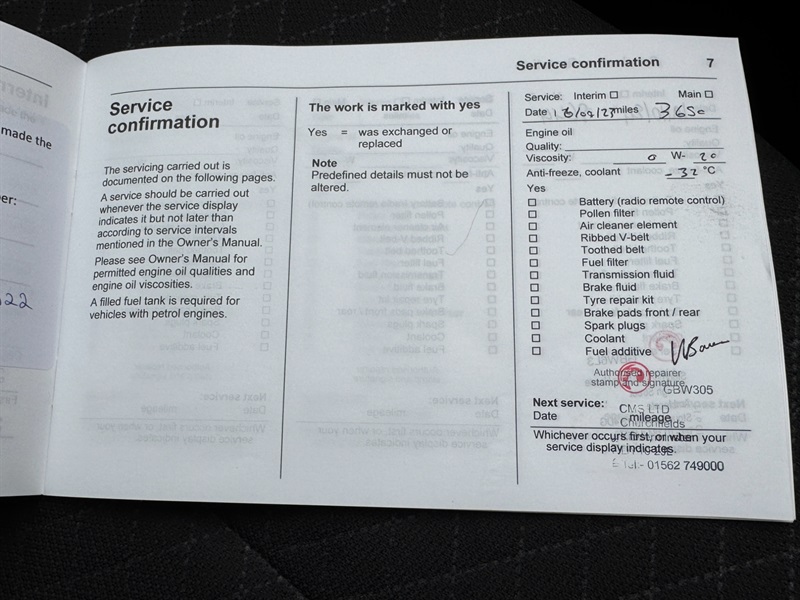 made the
er:
022
Service confirmation 7
Service
confirmation
The servicing carried out is
documented on the following pages.
A service should be carried out
whenever the service display
indicates it but not later than
according to service intervals
mentioned in the Owner's Manual.
Please see Owner's Manual for
permitted engine oil qualities and
engine oil viscosities.
A filled fuel tank is required for
vehicles with petrol engines.
The work is marked with yes
Yes = was exchanged or
replaced
Note
Predefined details must not be
altered.
Service: Interim □ Main □
Date miles 3650
Engine oil
Quality:
Viscosity: 0 W- 20
Anti-freeze, coolant - 32 °C
Yes
□ Battery (radio remote control)
□ Pollen filter
□ Air cleaner element
□ Ribbed V-belt
□ Toothed belt
□ Fuel filter
□ Transmission fluid
□ Brake fluid
□ Tyre repair kit
□ Brake pads front / rear
□ Spark plugs
□ Coolant
□ Fuel additive
Authorised repairer
stamp and signature
GBW305
Next service:
CMS LTD
Date mileage
Churchfields
Whichever occurs first, or when your
service display indicates.
Tel:- 01562 749000